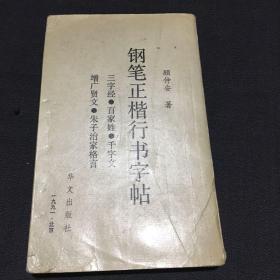 顾仲安 著
钢笔正楷行书字帖
三字经●百家姓●千字文
增广贤文●朱子治家格言
华文出版社
一九九一·北京